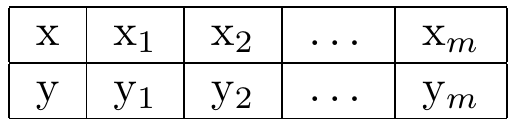 x x₁ x₂ ... xₘ
y y₁ y₂ ... yₘ